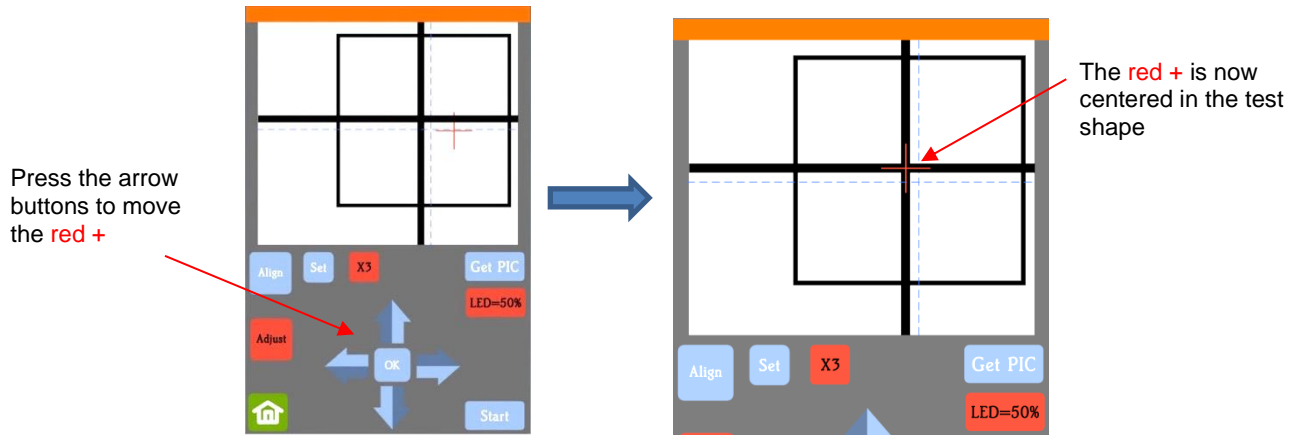 Press the arrow
buttons to move
the red +
Align
Set
X3
Get PIC
LED=50%
Adjust
OK
Start
The red + is now
centered in the test
shape
Align
Set
X3
Get PIC
LED=50%